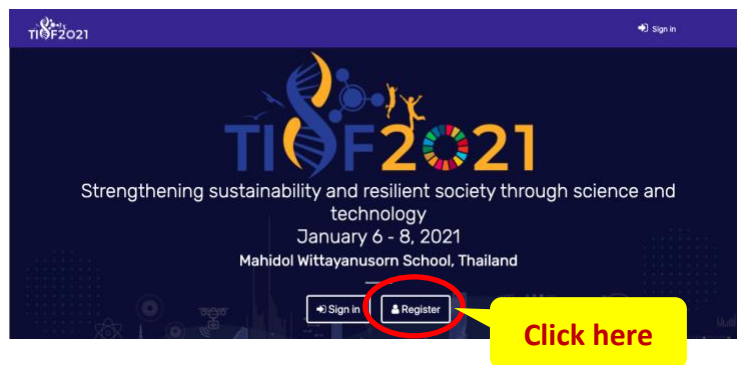 TISF2021
Sign in
TISF2021
Strengthening sustainability and resilient society through science and
technology
January 6 - 8, 2021
Mahidol Wittayanusorn School, Thailand
Sign in
Register
Click here